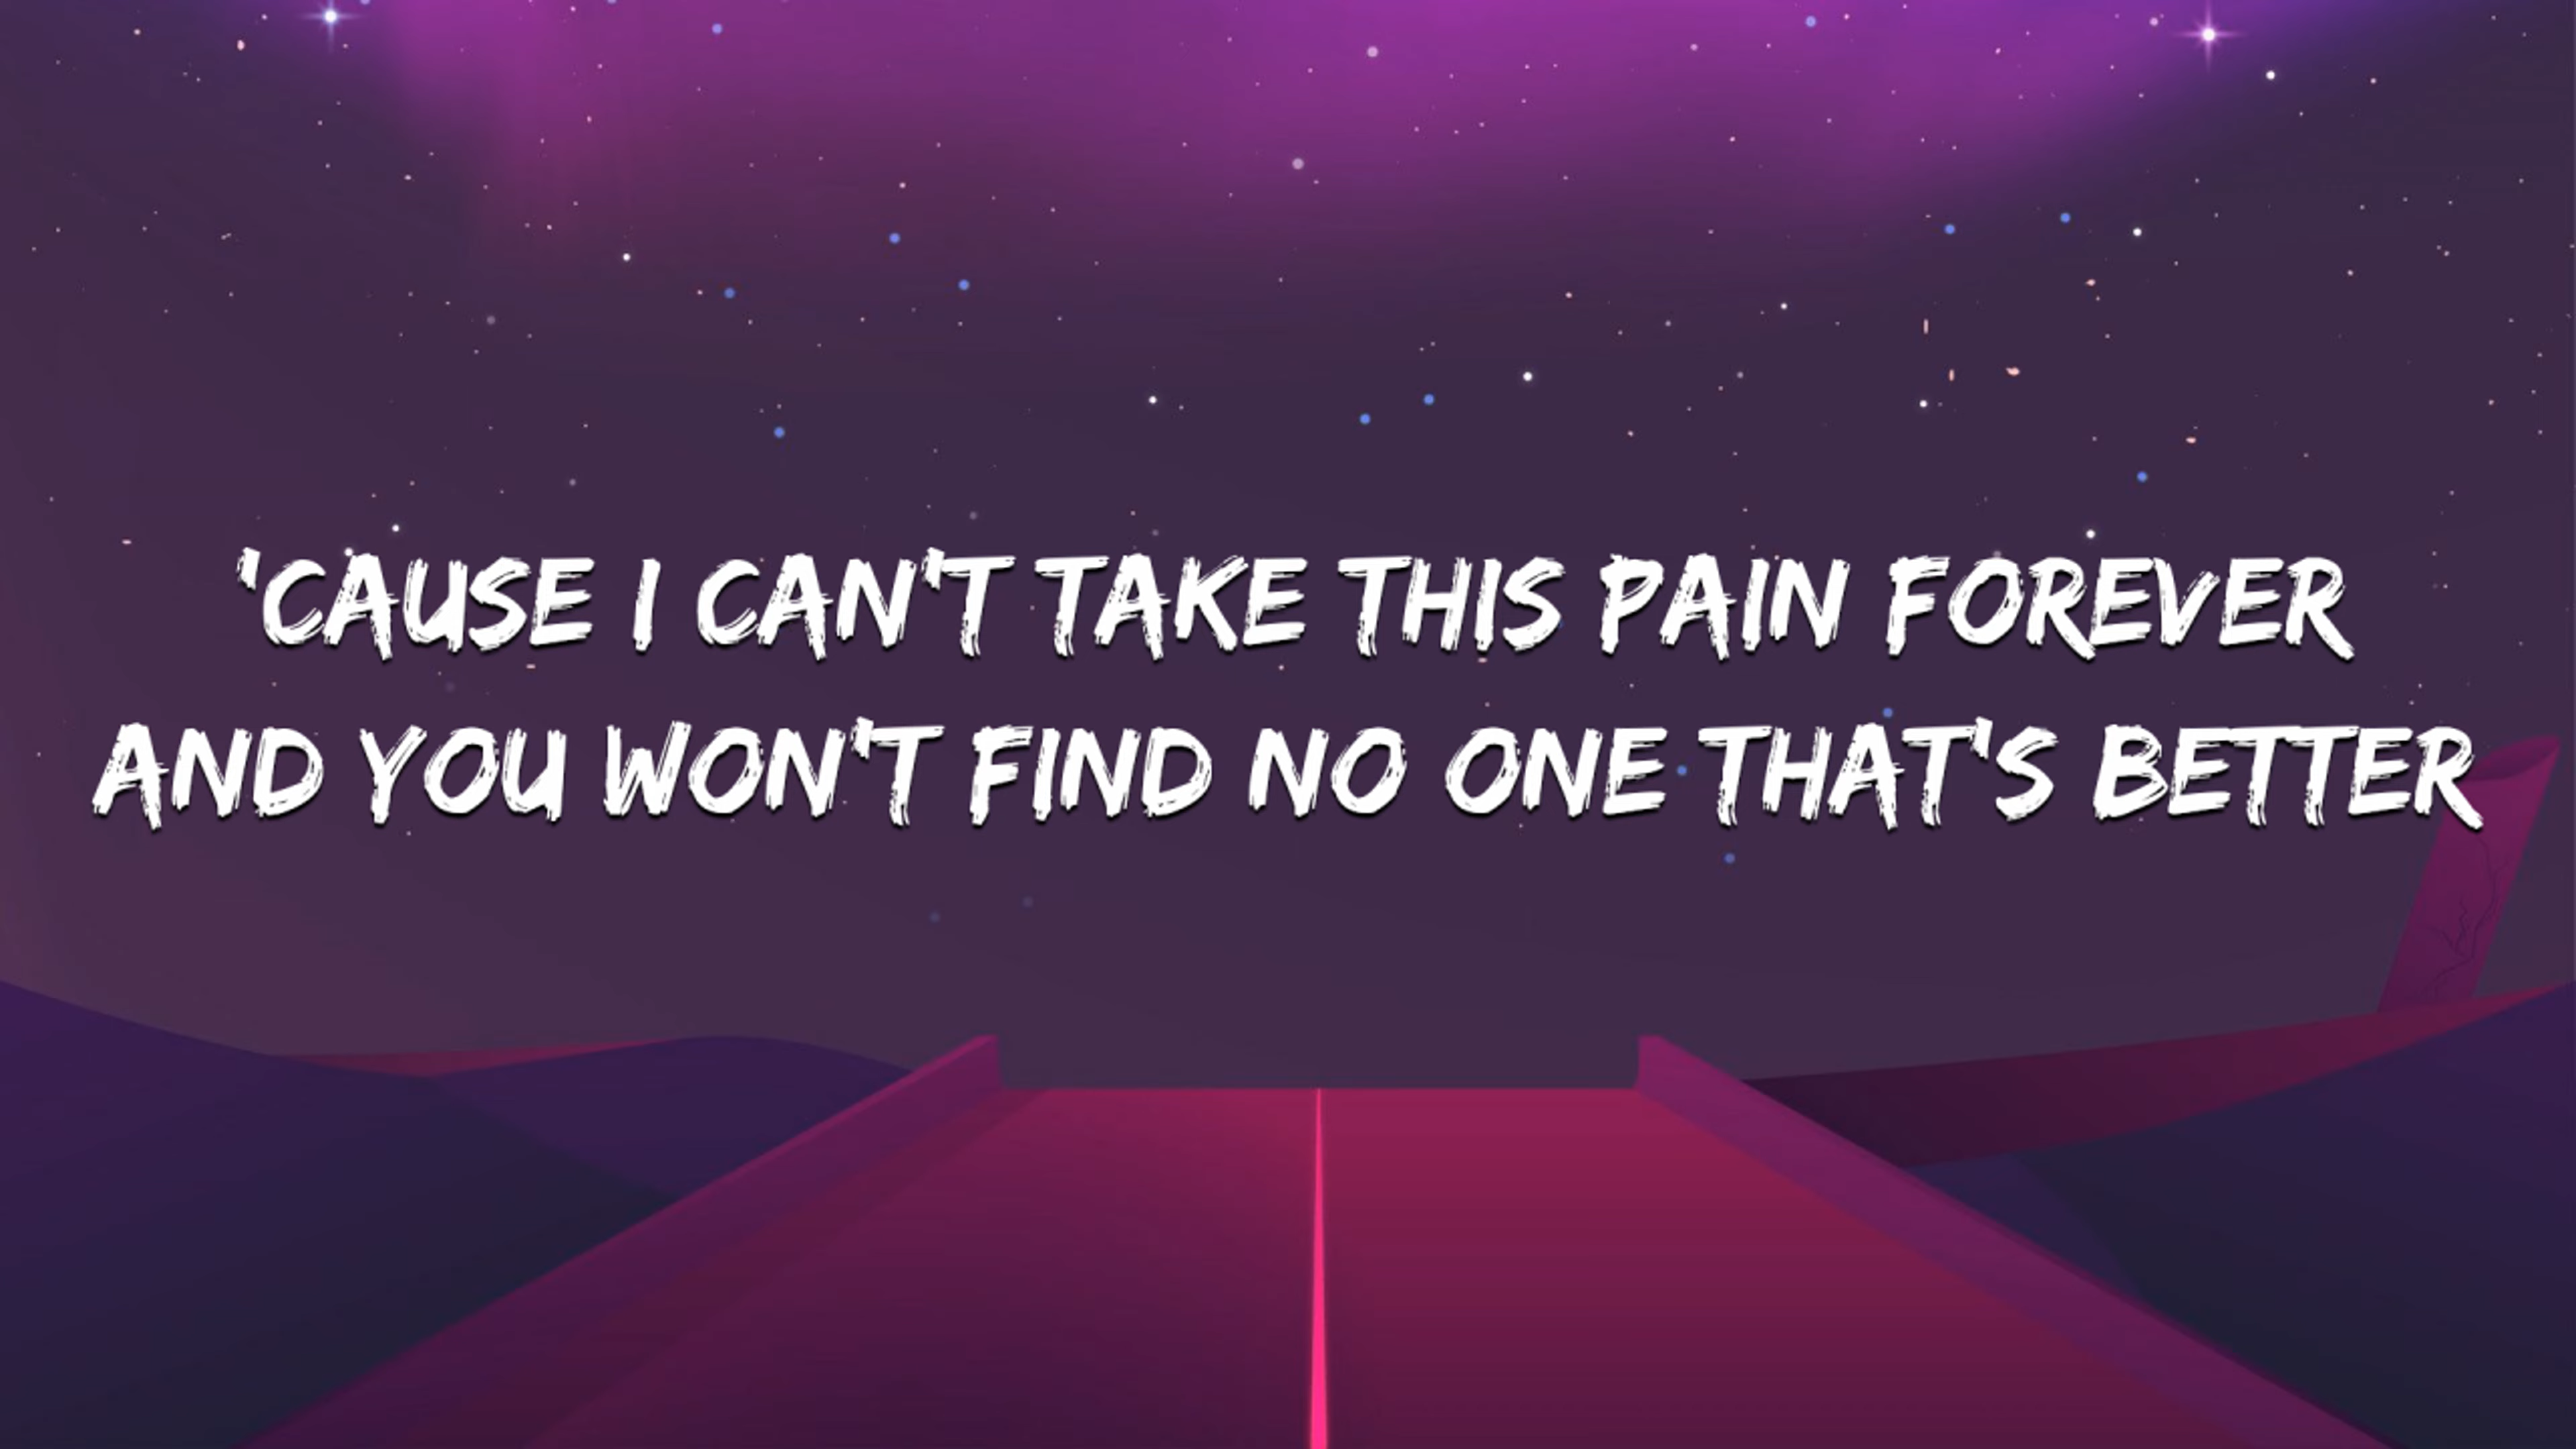 'CAUSE I CAN'T TAKE THIS PAIN FOREVER
AND YOU WON'T FIND NO ONE THAT'S BETTER